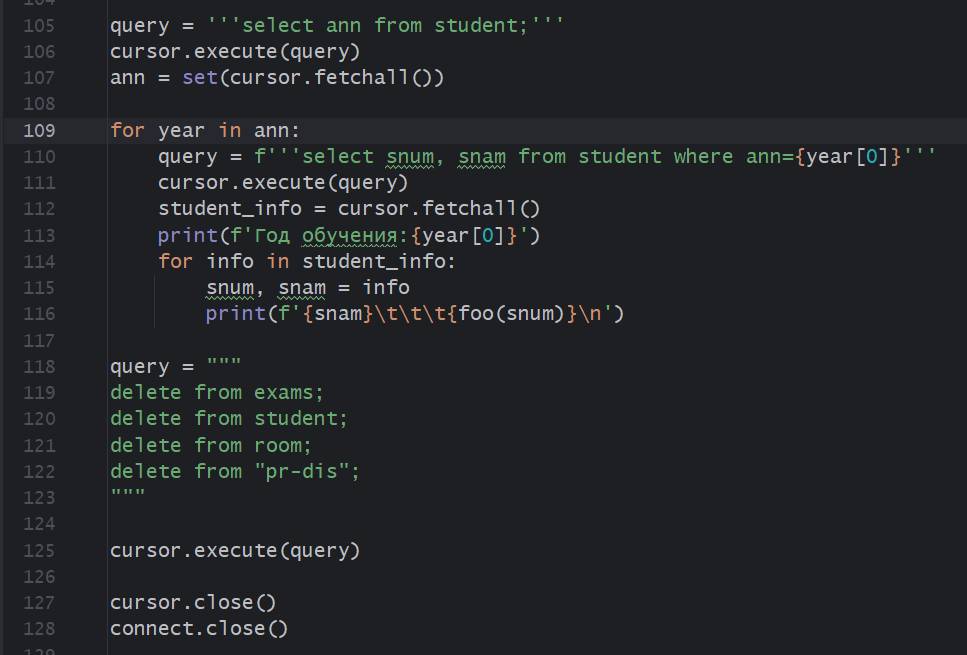 105 query = '''select ann from student;'''
106 cursor.execute(query)
107 ann = set(cursor.fetchall())
108
109 for year in ann:
110     query = f'''select snum, snam from student where ann={year[0]}'''
111     cursor.execute(query)
112     student_info = cursor.fetchall()
113     print(f'Год обучения:{year[0]}')
114     for info in student_info:
115         snum, snam = info
116         print(f'{snam}\t\t\t{foo(snum)}\n')
117
118 query = """
119 delete from exams;
120 delete from student;
121 delete from room;
122 delete from "pr-dis";
123 """
124
125 cursor.execute(query)
126
127 cursor.close()
128 connect.close()